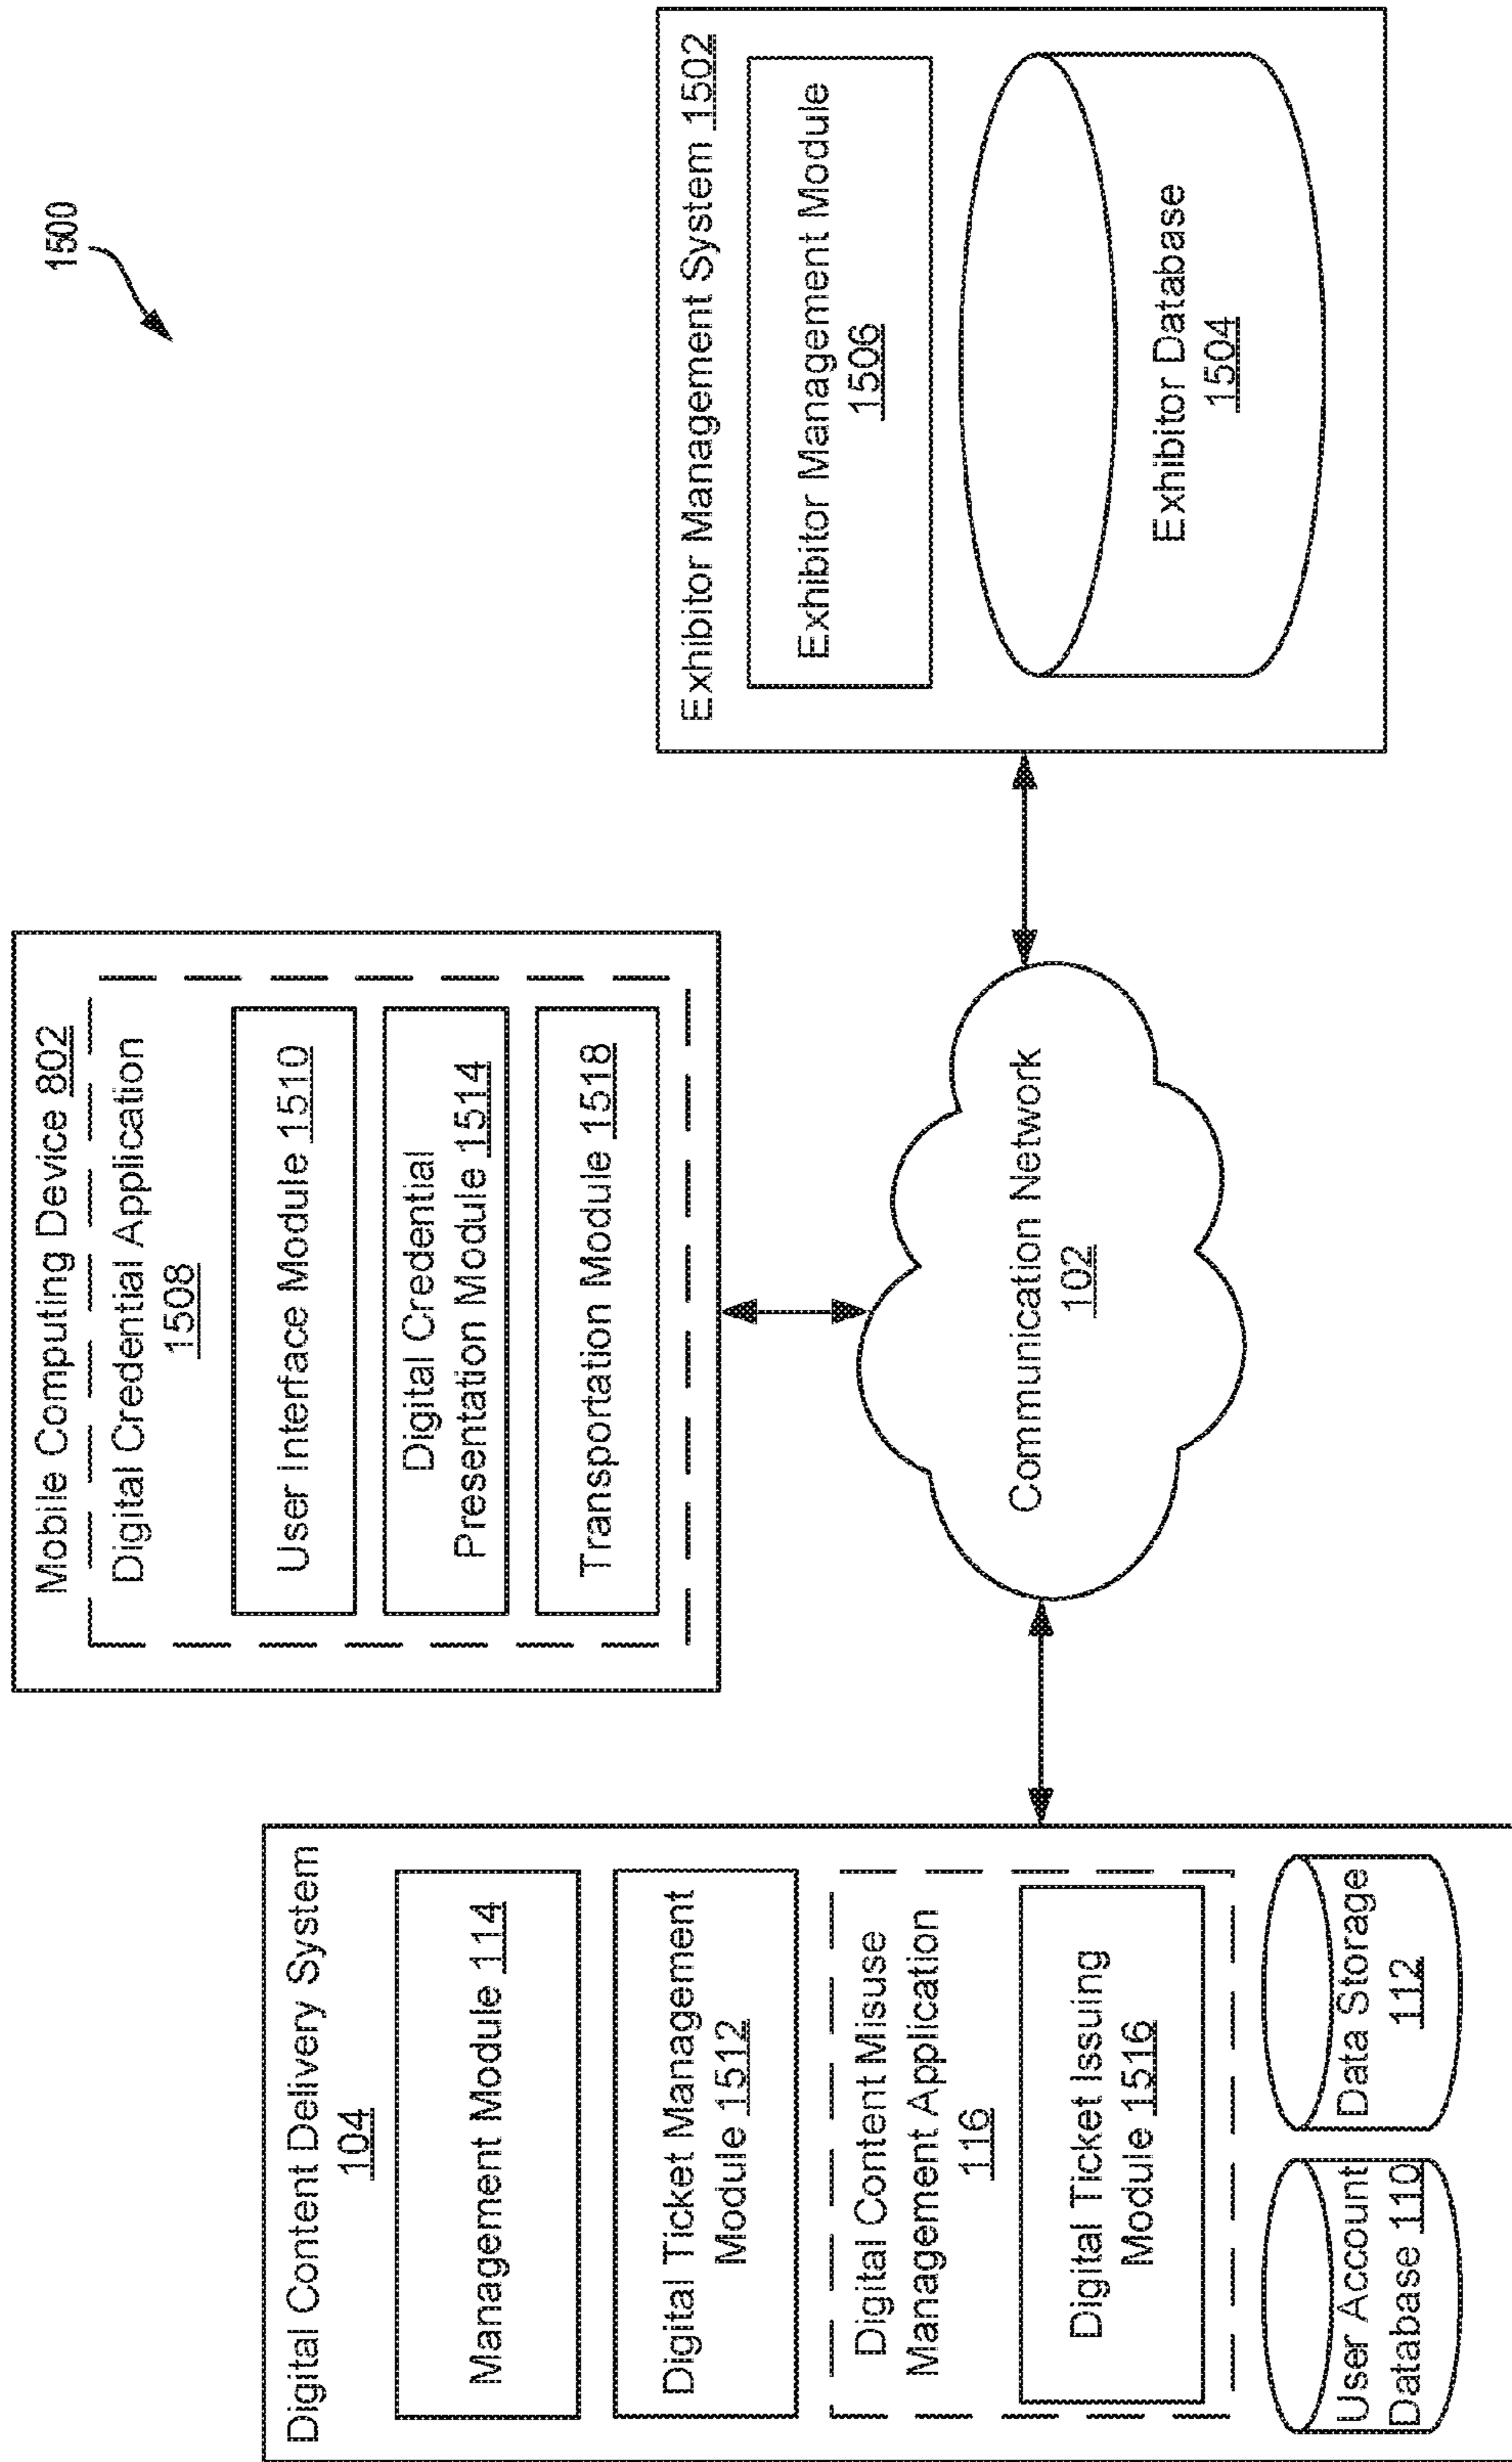 1500
Digital Content Delivery System
104
Management Module 114
Digital Ticket Management
Module 1512
Digital Content Misuse
Management Application
116
Digital Ticket Issuing
Module 1516
User Account
Database 110
Data Storage
112
Mobile Computing Device 802
Digital Credential Application
1508
User Interface Module 1510
Digital Credential
Presentation Module 1514
Transportation Module 1518
Communication Network
102
Exhibitor Management System 1502
Exhibitor Management Module
1506
Exhibitor Database
1504